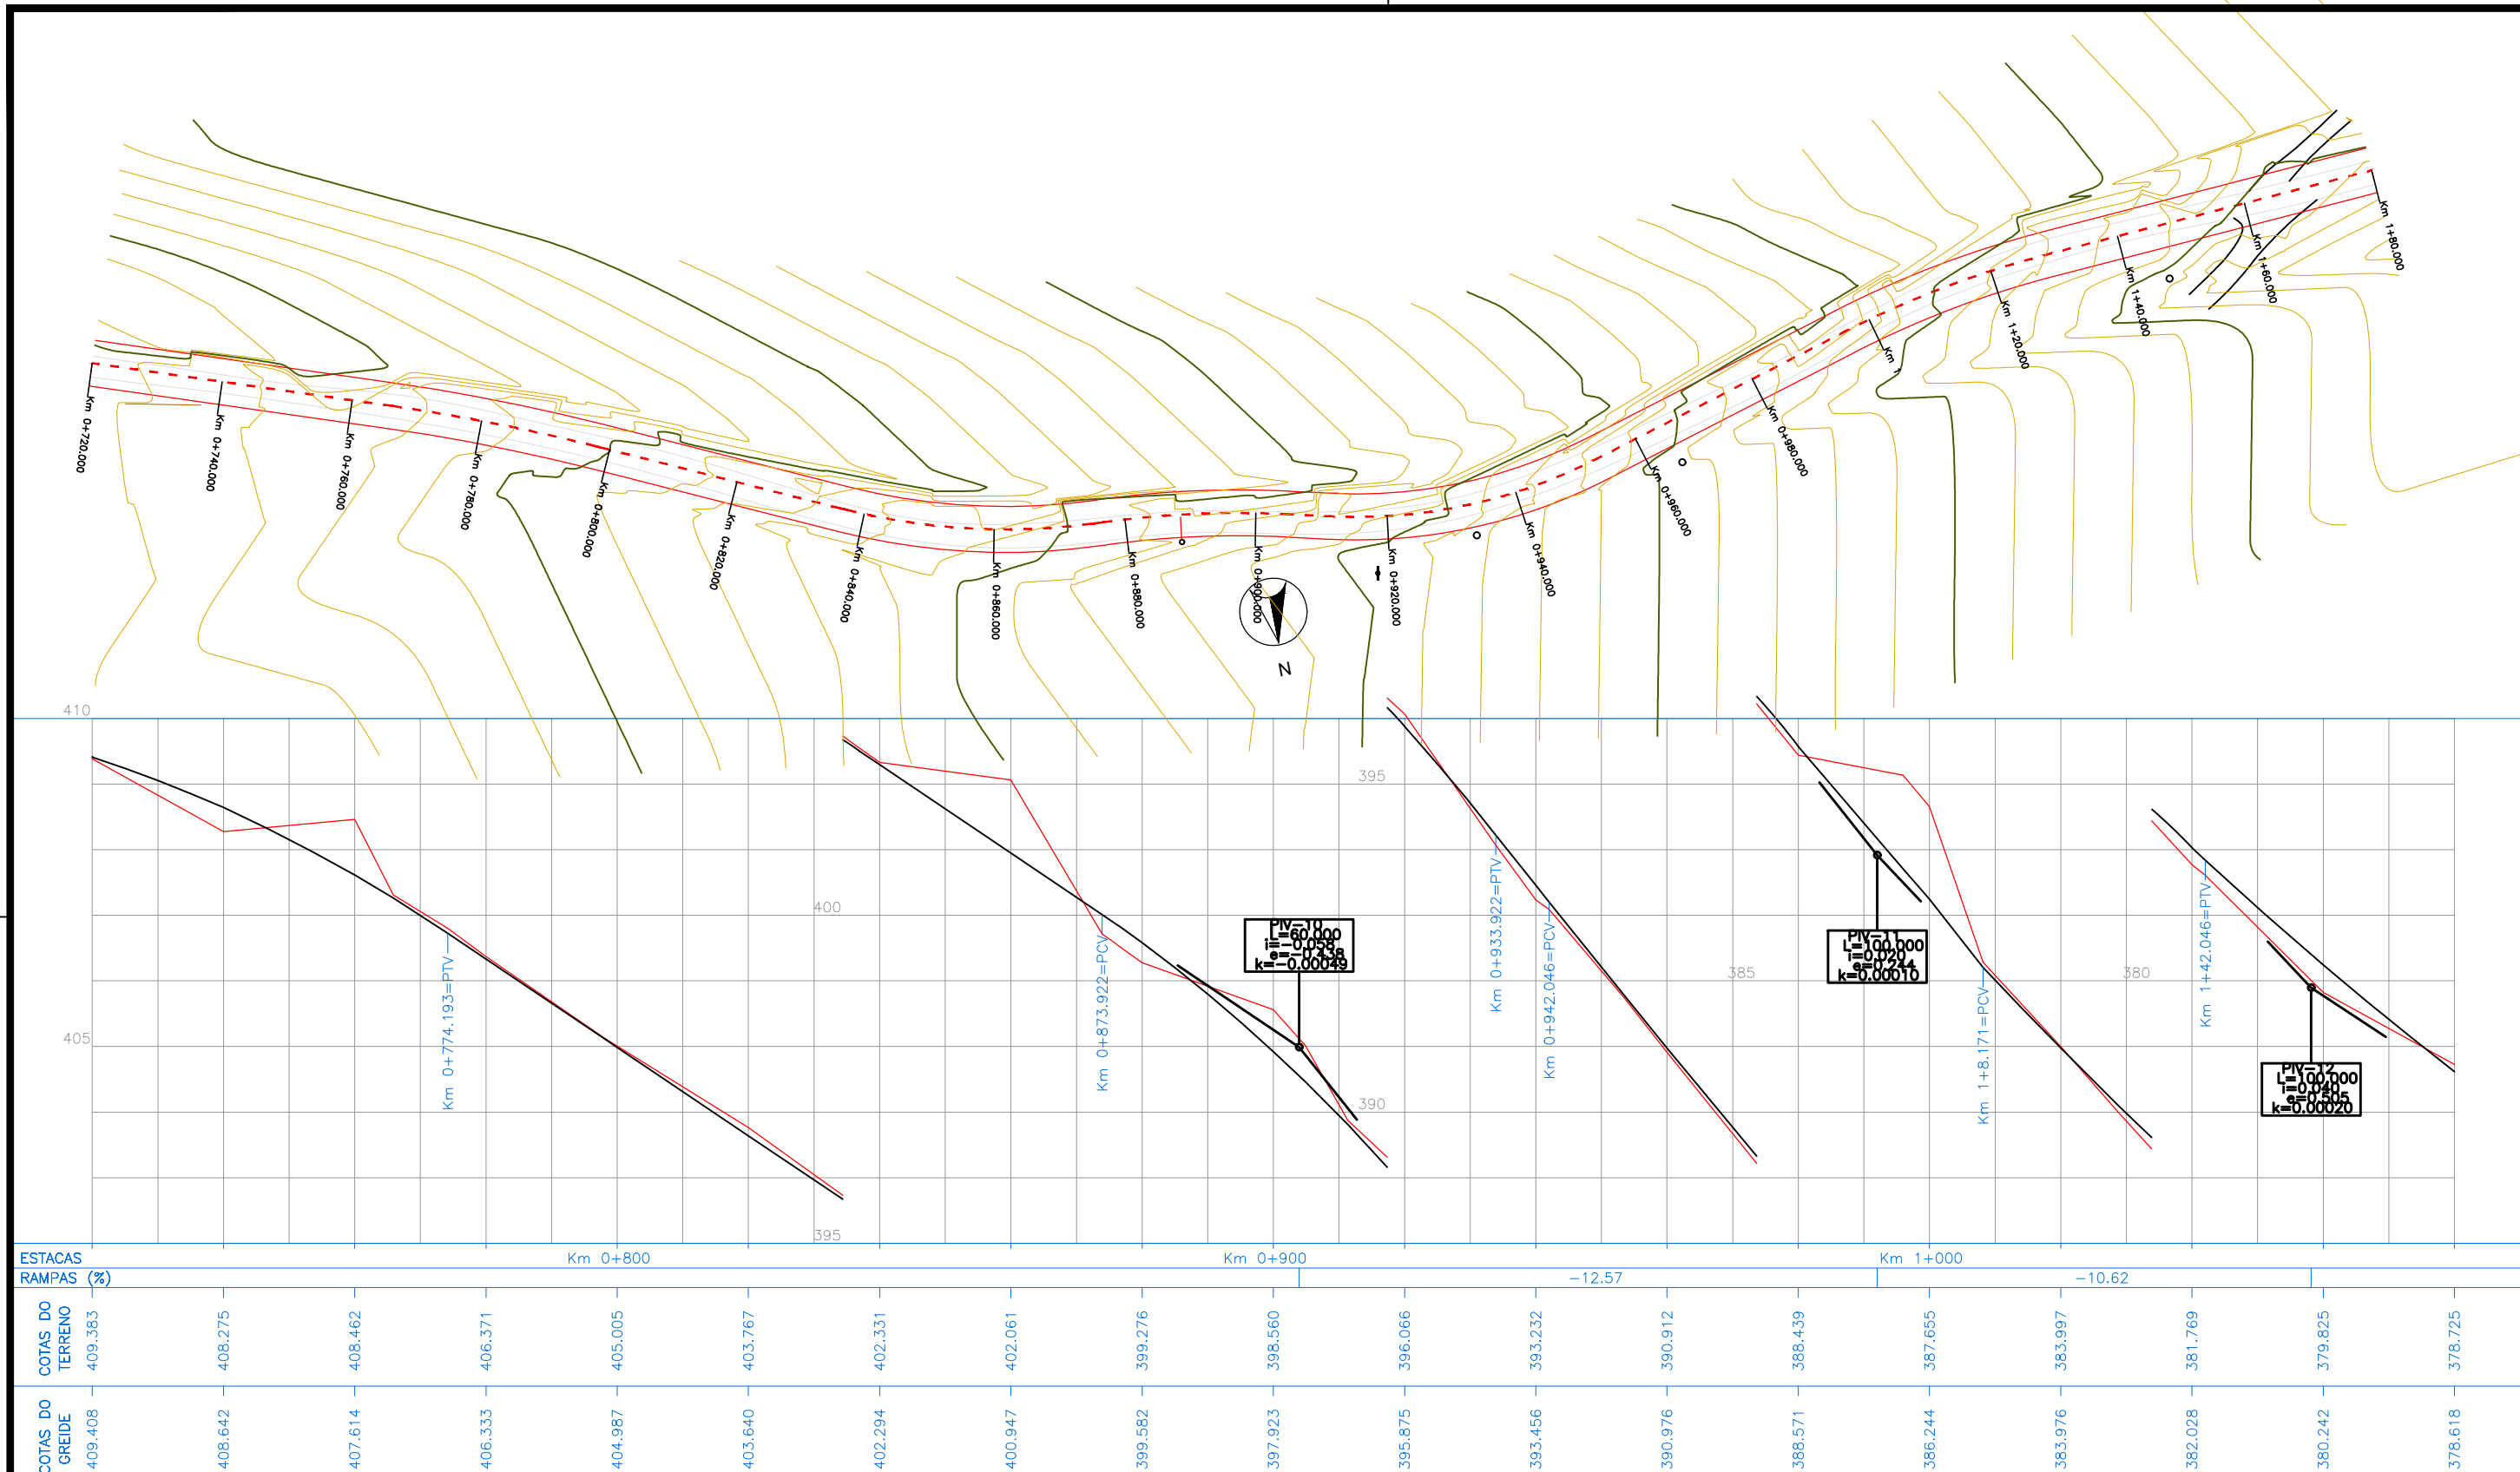 Km 0+720.000
Km 0+740.000
Km 0+760.000
Km 0+780.000
Km 0+800.000
Km 0+820.000
Km 0+840.000
Km 0+860.000
Km 0+880.000
Km 0+900.000
Km 0+920.000
Km 0+940.000
Km 0+960.000
Km 0+980.000
Km 1
Km 1+20.000
Km 1+40.000
Km 1+60.000
Km 1+80.000
N
410
405
400
395
395
390
385
380
Km 0+774.193=PTV
Km 0+873.922=PCV
PIV-10
L=60.000
i=-0.058
e=-0.438
k=-0.00049
Km 0+933.922=PTV
Km 0+942.046=PCV
PIV-11
L=100.000
i=0.020
e=0.244
k=0.00010
Km 1+8.171=PCV
Km 1+42.046=PTV
PIV-12
L=100.000
i=0.040
e=0.505
k=0.00020
ESTACAS Km 0+800 Km 0+900 Km 1+000
RAMPAS (%) -12.57 -10.62
COTAS DO
TERRENO
409.383 408.275 408.462 406.371 405.005 403.767 402.331 402.061 399.276 398.560 396.066 393.232 390.912 388.439 387.655 383.997 381.769 379.825 378.725
COTAS DO
GREIDE
409.408 408.642 407.614 406.333 404.987 403.640 402.294 400.947 399.582 397.923 395.875 393.456 390.976 388.571 386.244 383.976 382.028 380.242 378.618